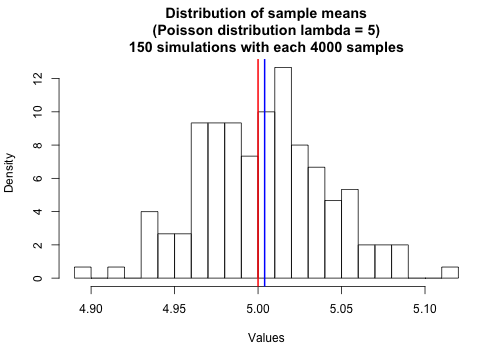 Distribution of sample means
(Poisson distribution lambda = 5)
150 simulations with each 4000 samples
Density
12
10
8
6
4
2
0
4.90 4.95 5.00 5.05 5.10
Values